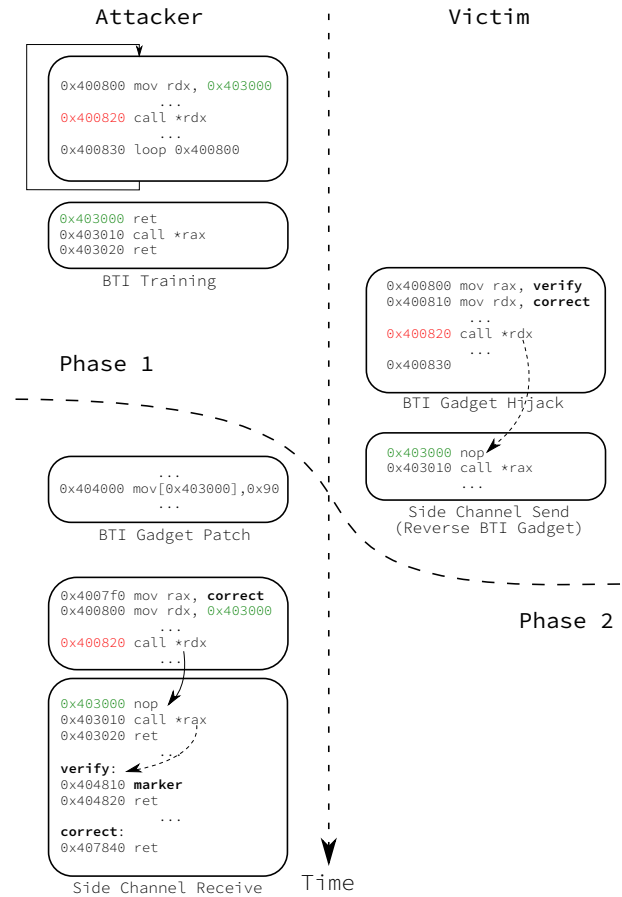 Attacker
0x400800 mov rdx, 0x403000
...
0x400820 call *rdx
...
0x400830 loop 0x400800
0x403000 ret
0x403010 call *rax
0x403020 ret
BTI Training
Phase 1
...
0x404000 mov[0x403000],0x90
...
BTI Gadget Patch
0x4007f0 mov rax, correct
0x400800 mov rdx, 0x403000
...
0x400820 call *rdx
...
0x403000 nop
0x403010 call *rax
0x403020 ret
...
verify:
0x404810 marker
0x404820 ret
...
correct:
0x407840 ret
Side Channel Receive
Victim
0x400800 mov rax, verify
0x400810 mov rdx, correct
...
0x400820 call *rdx
...
0x400830
BTI Gadget Hijack
0x403000 nop
0x403010 call *rax
...
Side Channel Send
(Reverse BTI Gadget)
Phase 2
Time